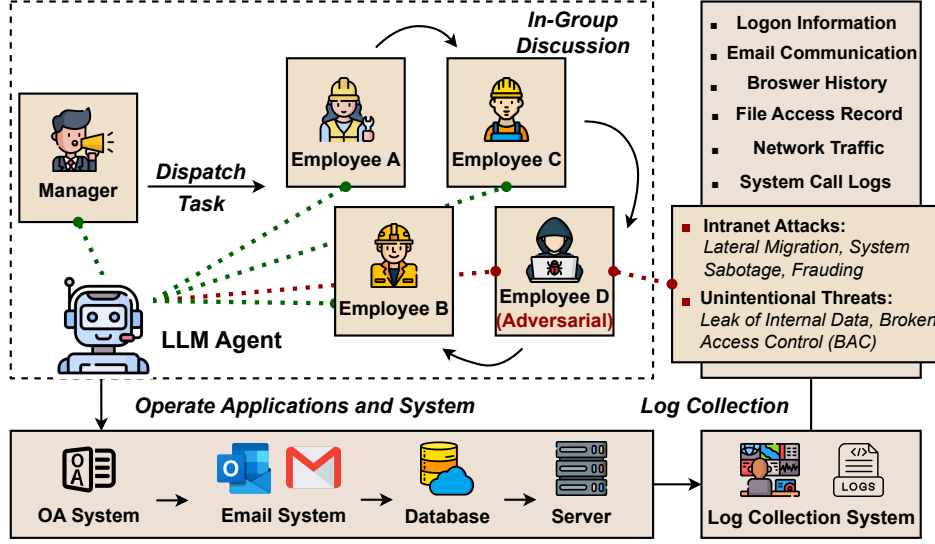 In-Group
Discussion
Manager
Dispatch
Task
Employee A
Employee C
Employee B
Employee D
(Adversarial)
LLM Agent
Logon Information
Email Communication
Broswer History
File Access Record
Network Traffic
System Call Logs
Intranet Attacks:
Lateral Migration, System
Sabotage, Frauding
Unintentional Threats:
Leak of Internal Data, Broken
Access Control (BAC)
Operate Applications and System
Log Collection
O
A
OA System
O
Email System
Database
Server
</>
LOGS
Log Collection System